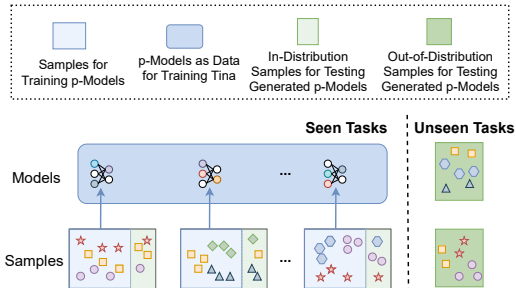 Samples for
Training p-Models
p-Models as Data
for Training Tina
In-Distribution
Samples for Testing
Generated p-Models
Out-of-Distribution
Samples for Testing
Generated p-Models
Seen Tasks
Unseen Tasks
Models
...
Samples
...